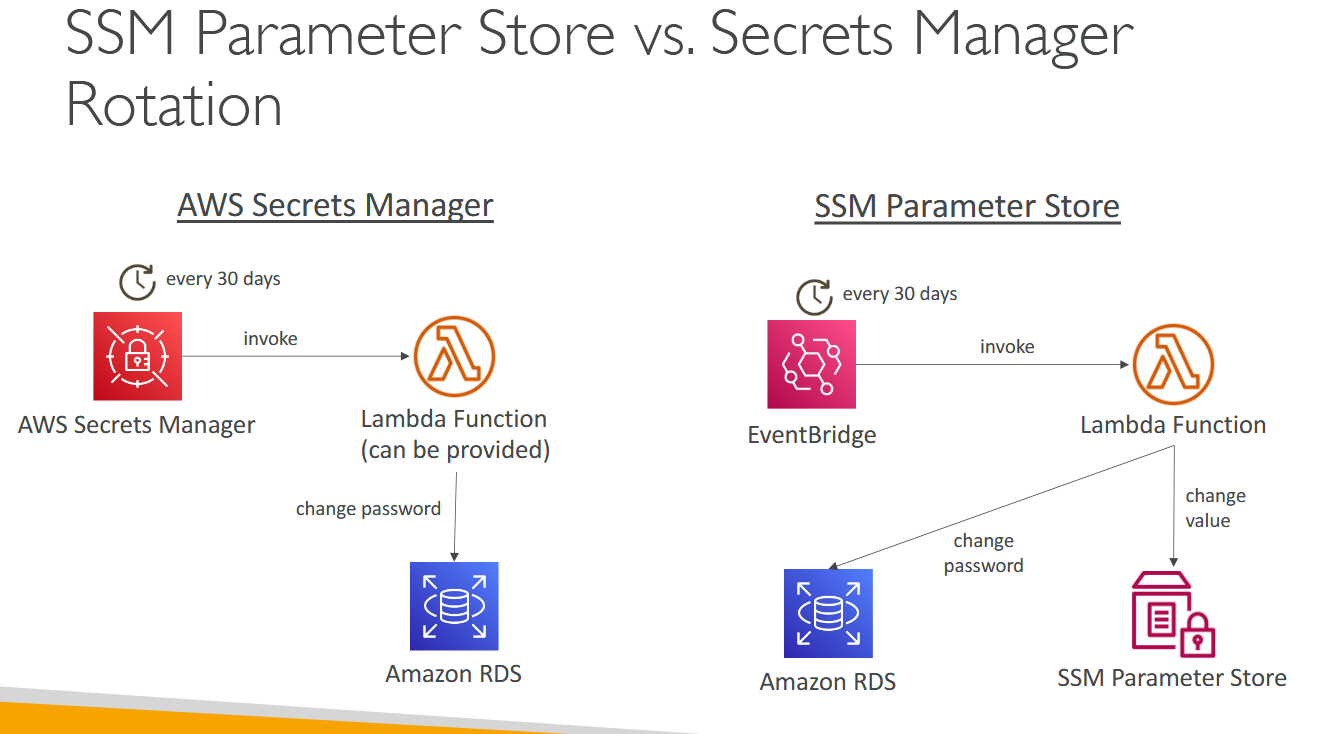 SSM Parameter Store vs. Secrets Manager
Rotation
AWS Secrets Manager
every 30 days
invoke
AWS Secrets Manager
Lambda Function
(can be provided)
change password
Amazon RDS
SSM Parameter Store
every 30 days
invoke
EventBridge
Lambda Function
change
password
change
value
Amazon RDS
SSM Parameter Store